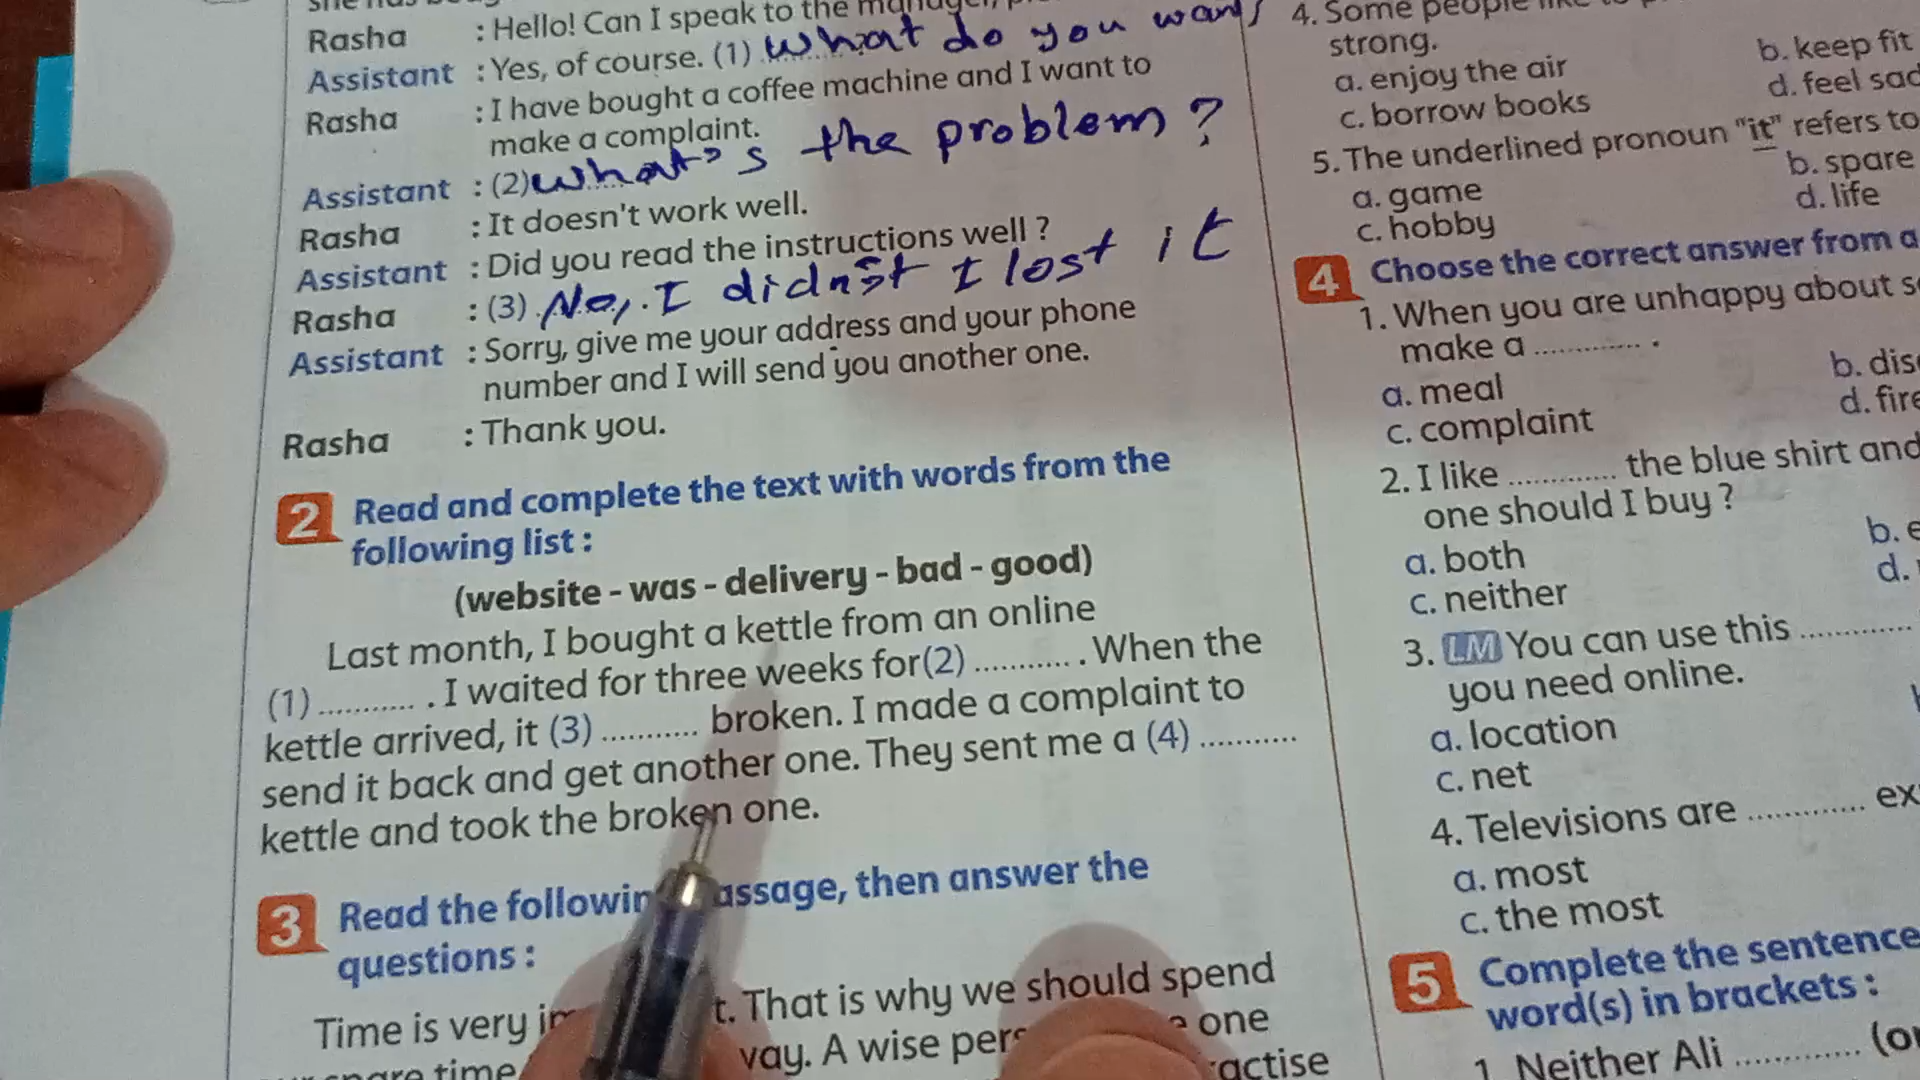 Rasha : Hello! Can I speak to the manager,
Assistant : Yes, of course. (1) What do you want
Rasha : I have bought a coffee machine and I want to
make a complaint.
Assistant : (2) What's the problem ?
Rasha : It doesn't work well.
Assistant : Did you read the instructions well ?
Rasha : (3) No, I didn't I lost it
Assistant : Sorry, give me your address and your phone
number and I will send you another one.
Rasha : Thank you.
2 Read and complete the text with words from the
following list :
(website - was - delivery - bad - good)
Last month, I bought a kettle from an online
(1) ........... . I waited for three weeks for(2) ........... . When the
kettle arrived, it (3) ........... broken. I made a complaint to
send it back and get another one. They sent me a (4) ...........
kettle and took the broken one.
3 Read the following passage, then answer the
questions :
Time is very t. That is why we should spend
vay. A wise one
spare time actise
4. Some people like to
strong.
a. enjoy the air b. keep fit
c. borrow books d. feel sad
5. The underlined pronoun "it" refers to
a. game b. spare
c. hobby d. life
4 Choose the correct answer from a
1. When you are unhappy about
make a ............. .
a. meal b. dis
c. complaint d. fire
2. I like ............. the blue shirt and
one should I buy ?
a. both b. e
c. neither d.
3. LM You can use this .............
you need online.
a. location
c. net
4. Televisions are ............. ex
a. most
c. the most
5 Complete the sentence
word(s) in brackets :
1. Neither Ali ............. (or